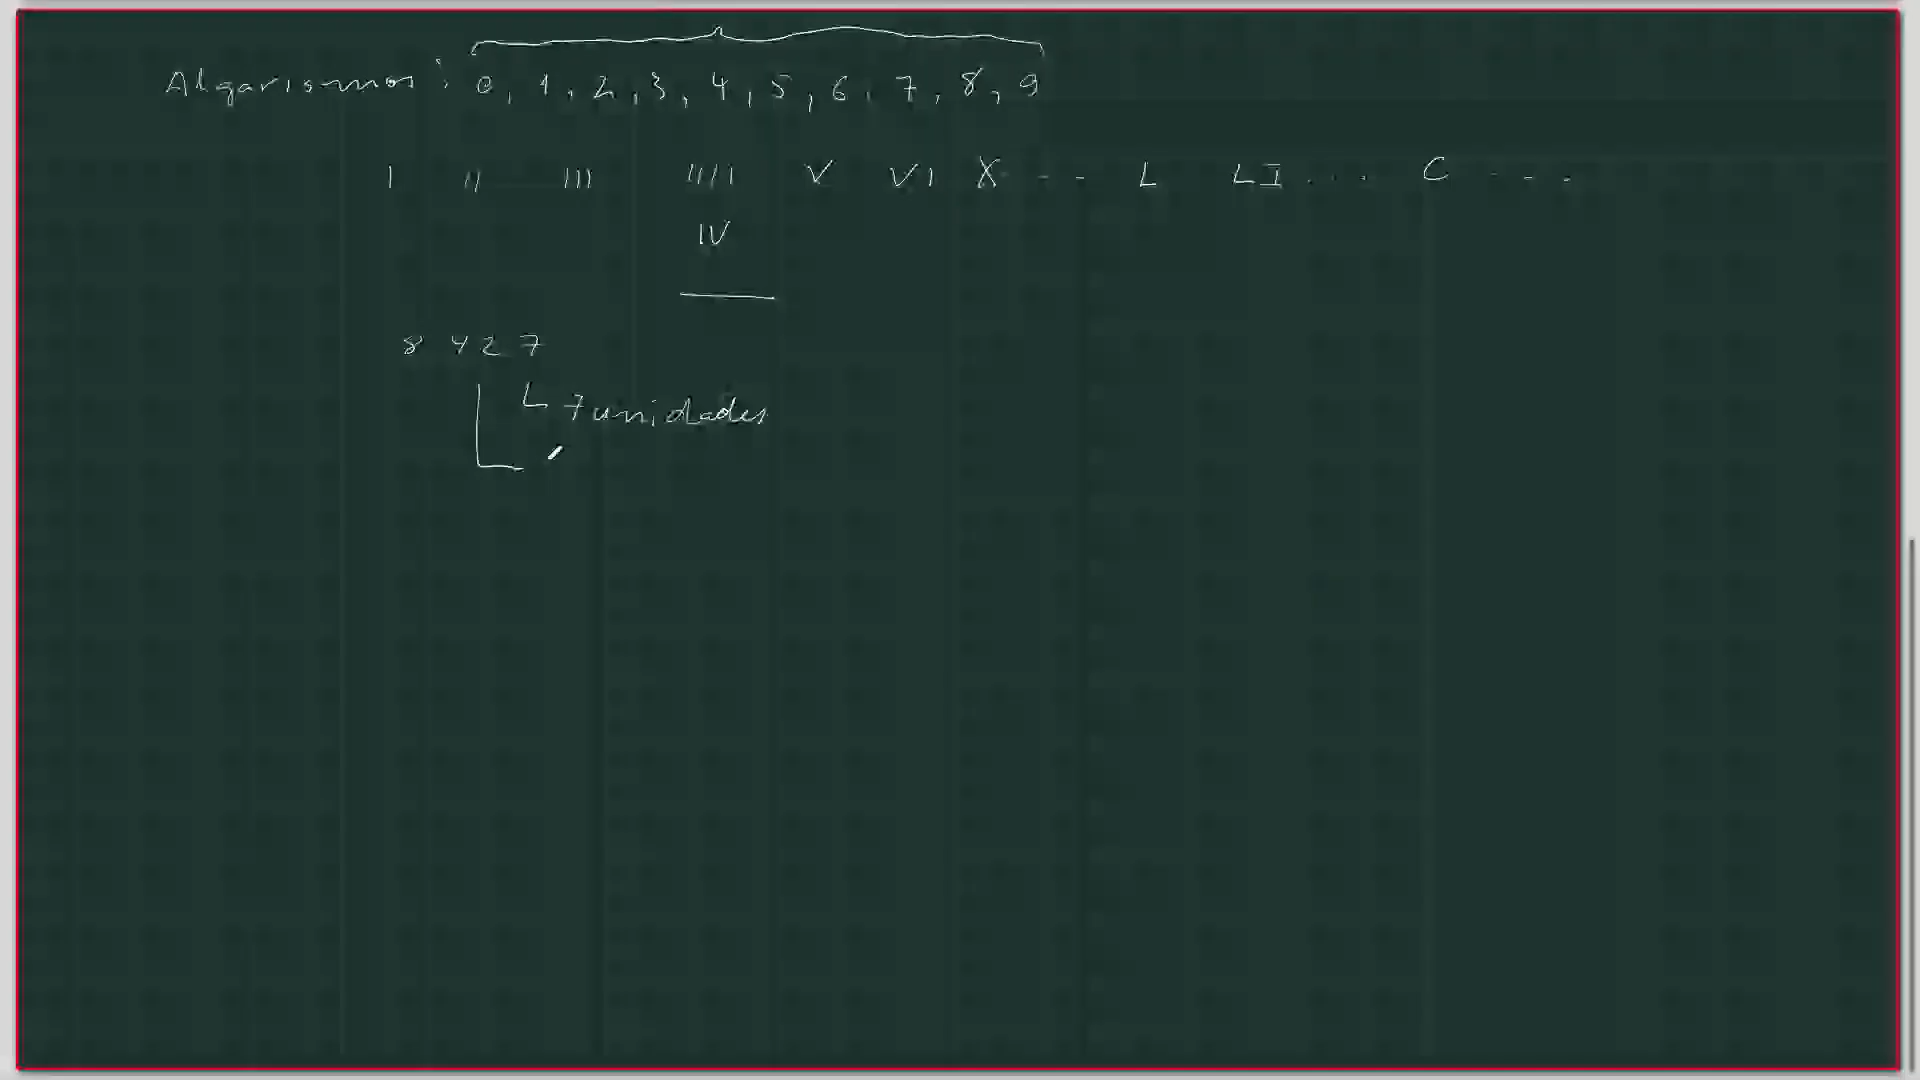 Algarismos: 0, 1, 2, 3, 4, 5, 6, 7, 8, 9
I II III IIII V VI X - - L LI . . . C - - -
IV
8 4 2 7
7 unidades